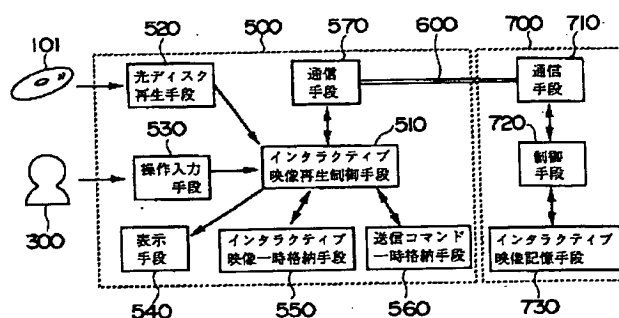 520
500
570
600
700
710
101
光ディスク
再生手段
通信
手段
通信
手段
530
510
720
操作入力
手段
インタラクティブ
映像再生制御手段
制御
手段
300
表示
手段
インタラクティブ
映像一時格納手段
送信コマンド
一時格納手段
インタラクティブ
映像記憶手段
540
550
560
730